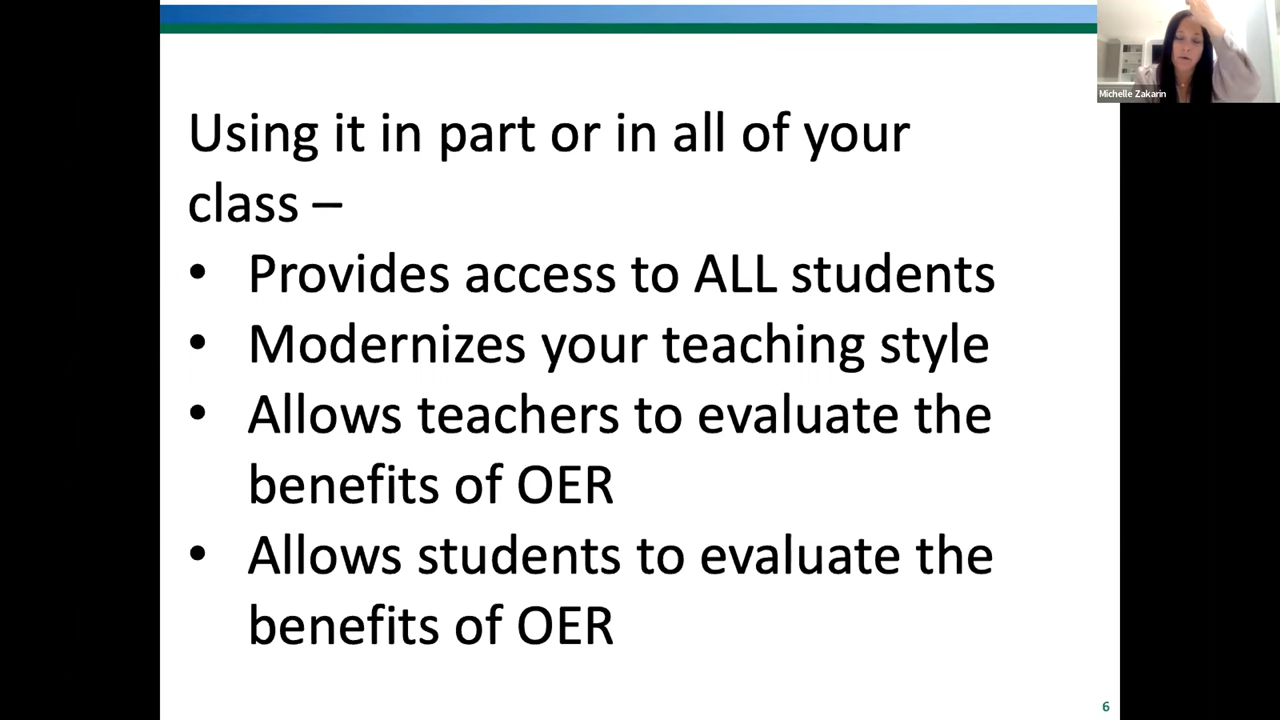 Michelle Zakarin
Using it in part or in all of your
class –
• Provides access to ALL students
• Modernizes your teaching style
• Allows teachers to evaluate the
benefits of OER
• Allows students to evaluate the
benefits of OER
6